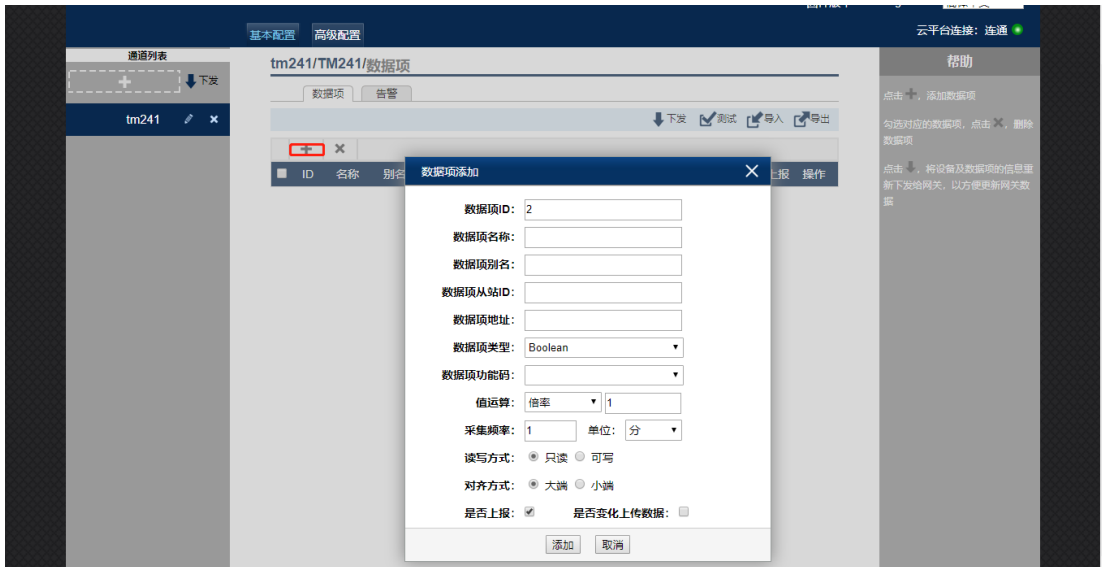 基本配置 高级配置
云平台连接：连通
通道列表
下发
tm241
tm241/TM241/数据项
数据项 告警
下发 测试 导入 导出
ID 名称 别名 上报 操作
数据项添加
数据项ID： 2
数据项名称：
数据项别名：
数据项从站ID：
数据项地址：
数据项类型： Boolean
数据项功能码：
值运算： 倍率 1
采集频率： 1 单位： 分
读写方式： 只读 可写
对齐方式： 大端 小端
是否上报： 是否变化上传数据：
添加 取消
帮助
点击 ，添加数据项
勾选对应的数据项，点击 ，删除
数据项
点击 ，将设备及数据项的信息重
新下发给网关，以方便更新网关数
据